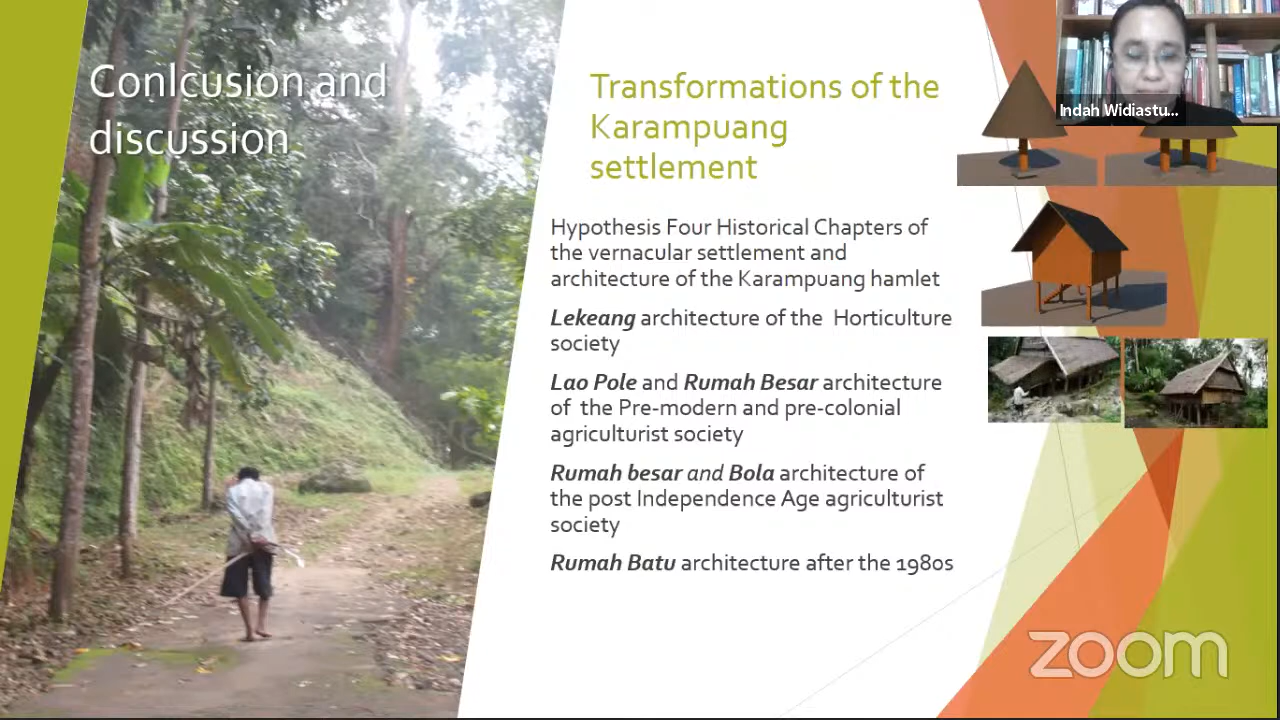 Conlcusion and
discussion
Transformations of the
Karampuang
settlement
Hypothesis Four Historical Chapters of
the vernacular settlement and
architecture of the Karampuang hamlet
Lekeang architecture of the Horticulture
society
Lao Pole and Rumah Besar architecture
of the Pre-modern and pre-colonial
agriculturist society
Rumah besar and Bola architecture of
the post Independence Age agriculturist
society
Rumah Batu architecture after the 1980s
Indah Widiastu...
zoom